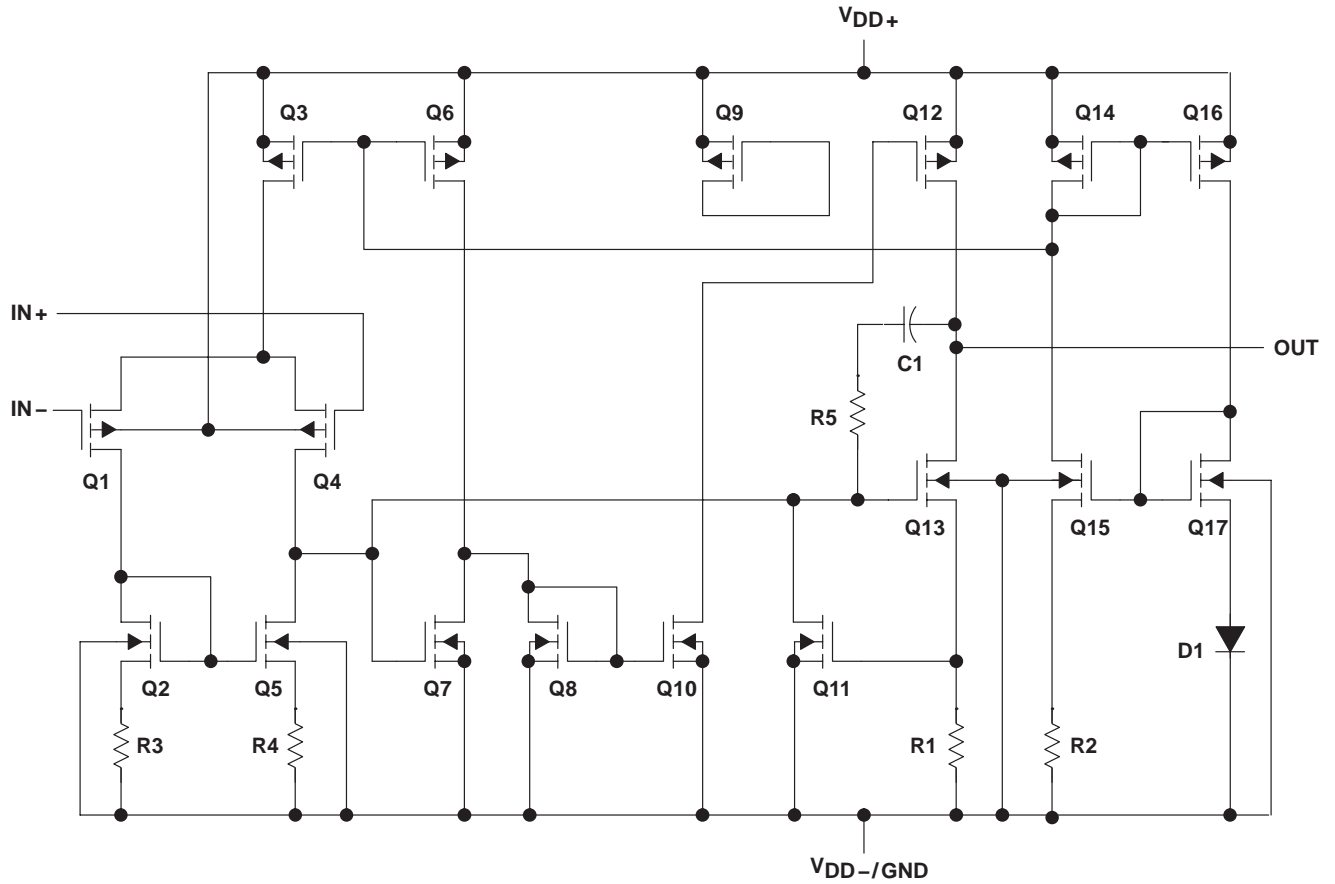 VDD+
Q3
Q6
Q9
Q12
Q14
Q16
IN+
C1
OUT
IN−
R5
Q1
Q4
Q13
Q15
Q17
Q2
Q5
Q7
Q8
Q10
Q11
D1
R3
R4
R1
R2
VDD−/GND